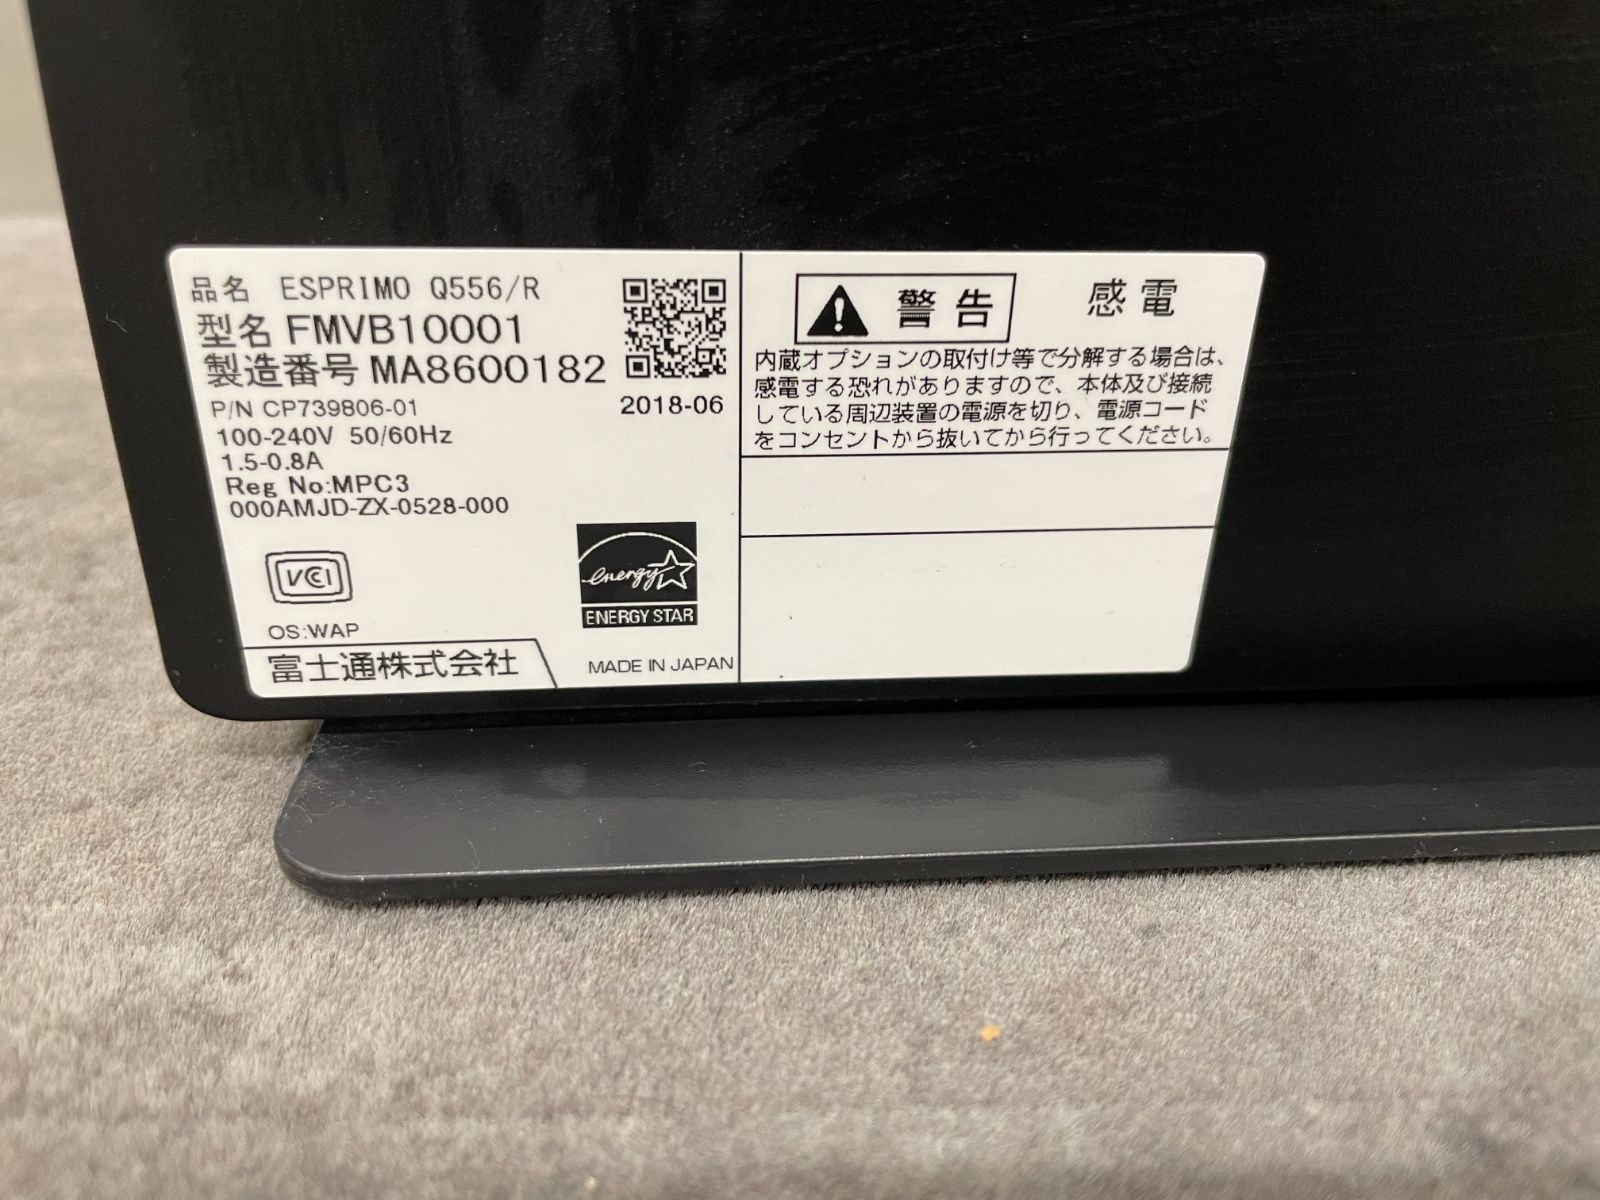 品名 ESPRIMO Q556/R
型名 FMVB10001
製造番号 MA8600182
2018-06
P/N CP739806-01
100-240V 50/60Hz
1.5-0.8A
Reg No:MPC3
000AMJD-ZX-0528-000
VCCI
energy
ENERGY STAR
OS:WAP
富士通株式会社
MADE IN JAPAN
警告 感電
内蔵オプションの取付け等で分解する場合は、
感電する恐れがありますので、本体及び接続
している周辺装置の電源を切り、電源コード
をコンセントから抜いてから行ってください。